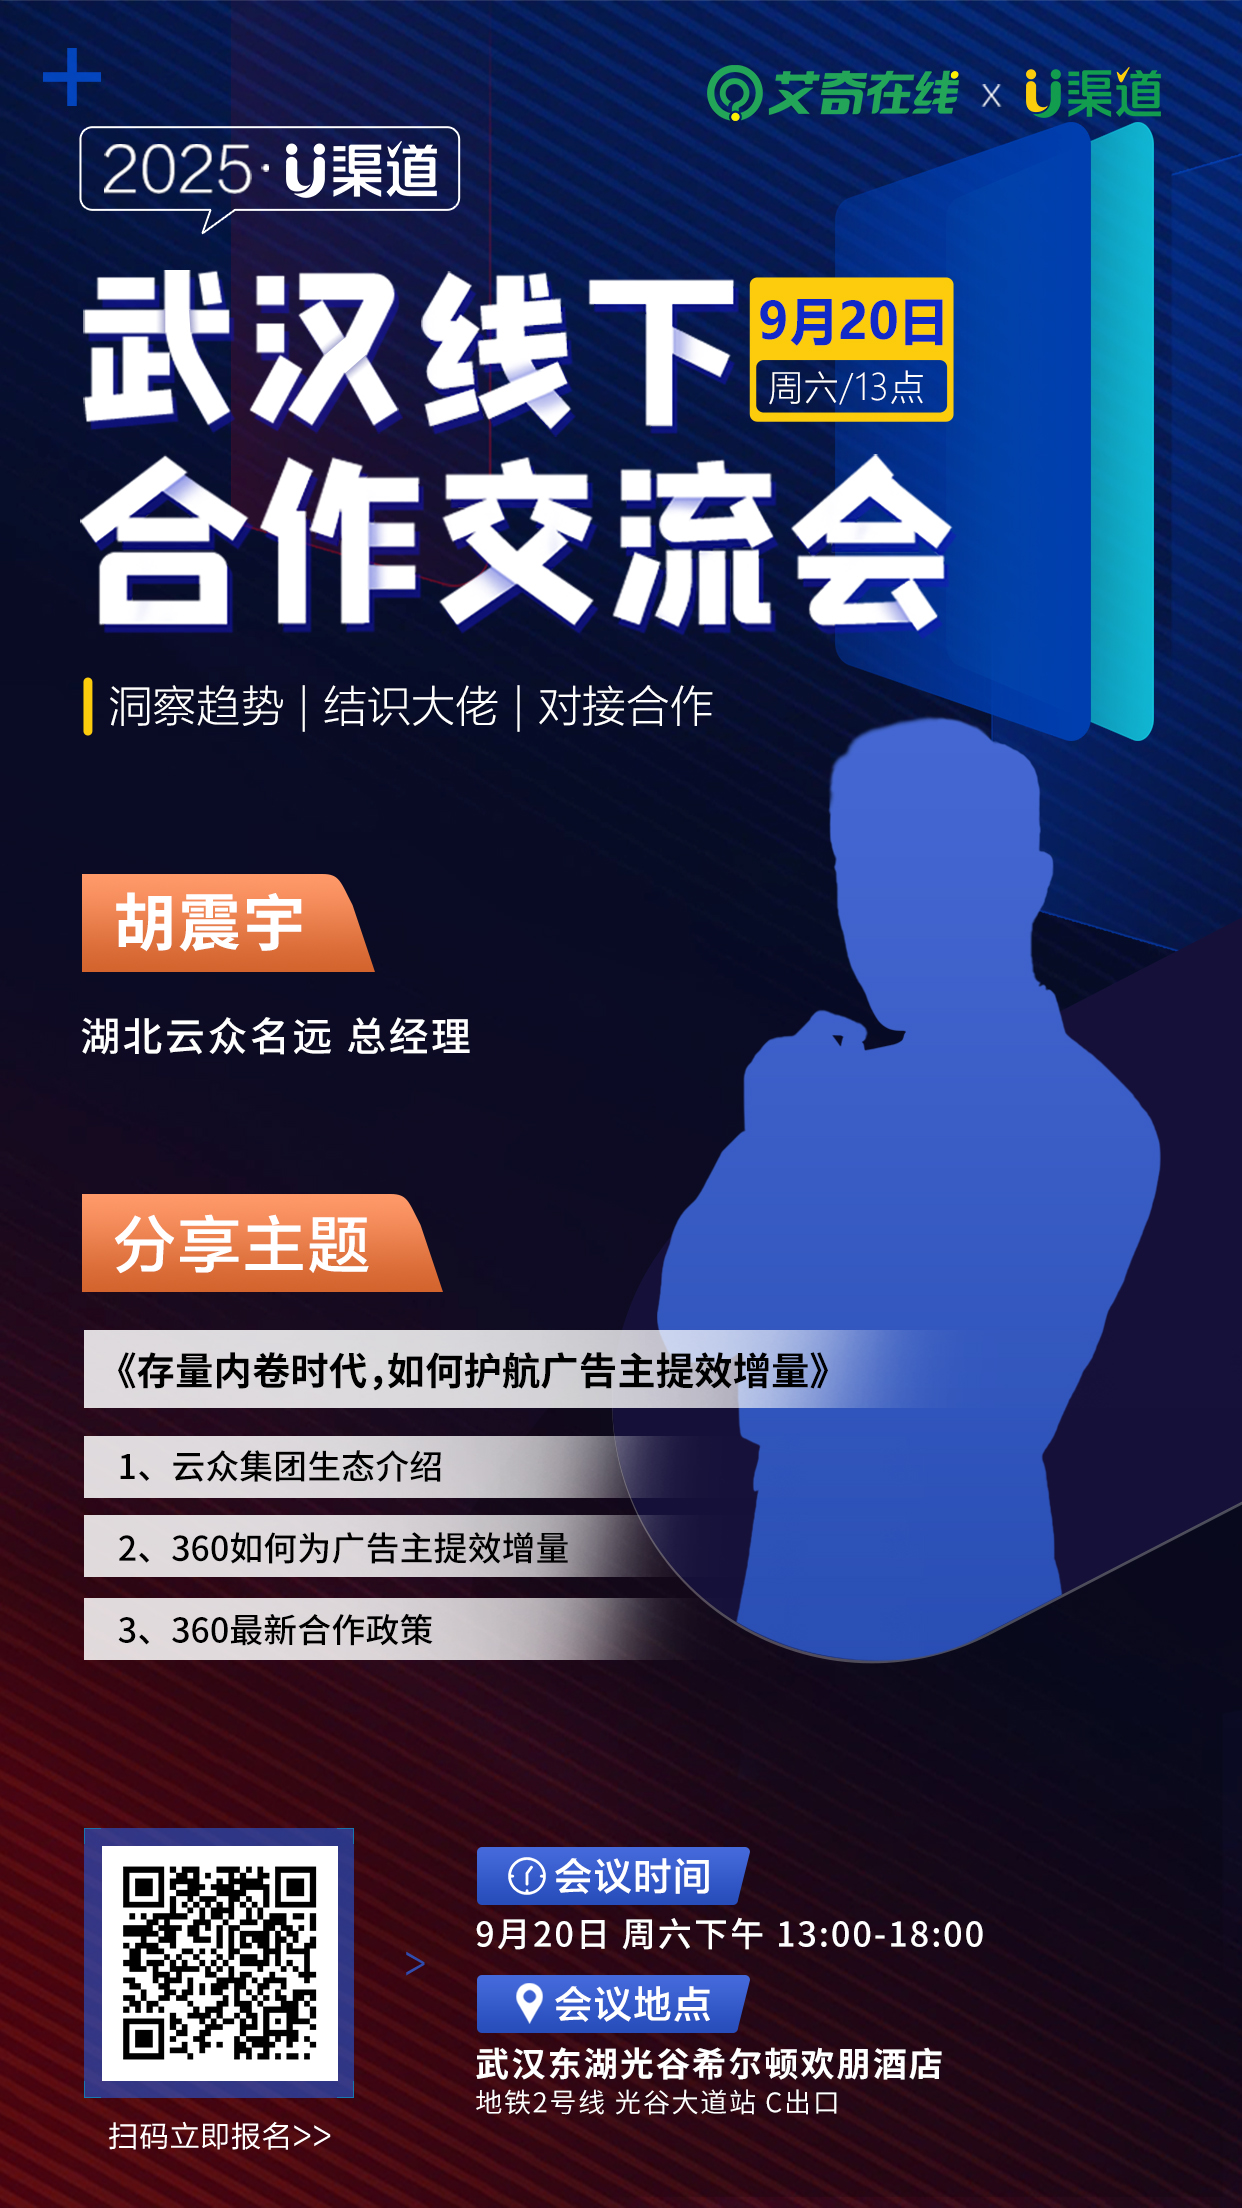 艾奇在线 x U渠道
2025·U渠道
武汉线下
9月20日
周六/13点
合作交流会
洞察趋势|结识大佬|对接合作
胡震宇
湖北云众名远 总经理
分享主题
《存量内卷时代,如何护航广告主提效增量》
1、云众集团生态介绍
2、360如何为广告主提效增量
3、360最新合作政策
会议时间
9月20日 周六下午 13:00-18:00
>
会议地点
武汉东湖光谷希尔顿欢朋酒店
地铁2号线 光谷大道站 C出口
扫码立即报名>>